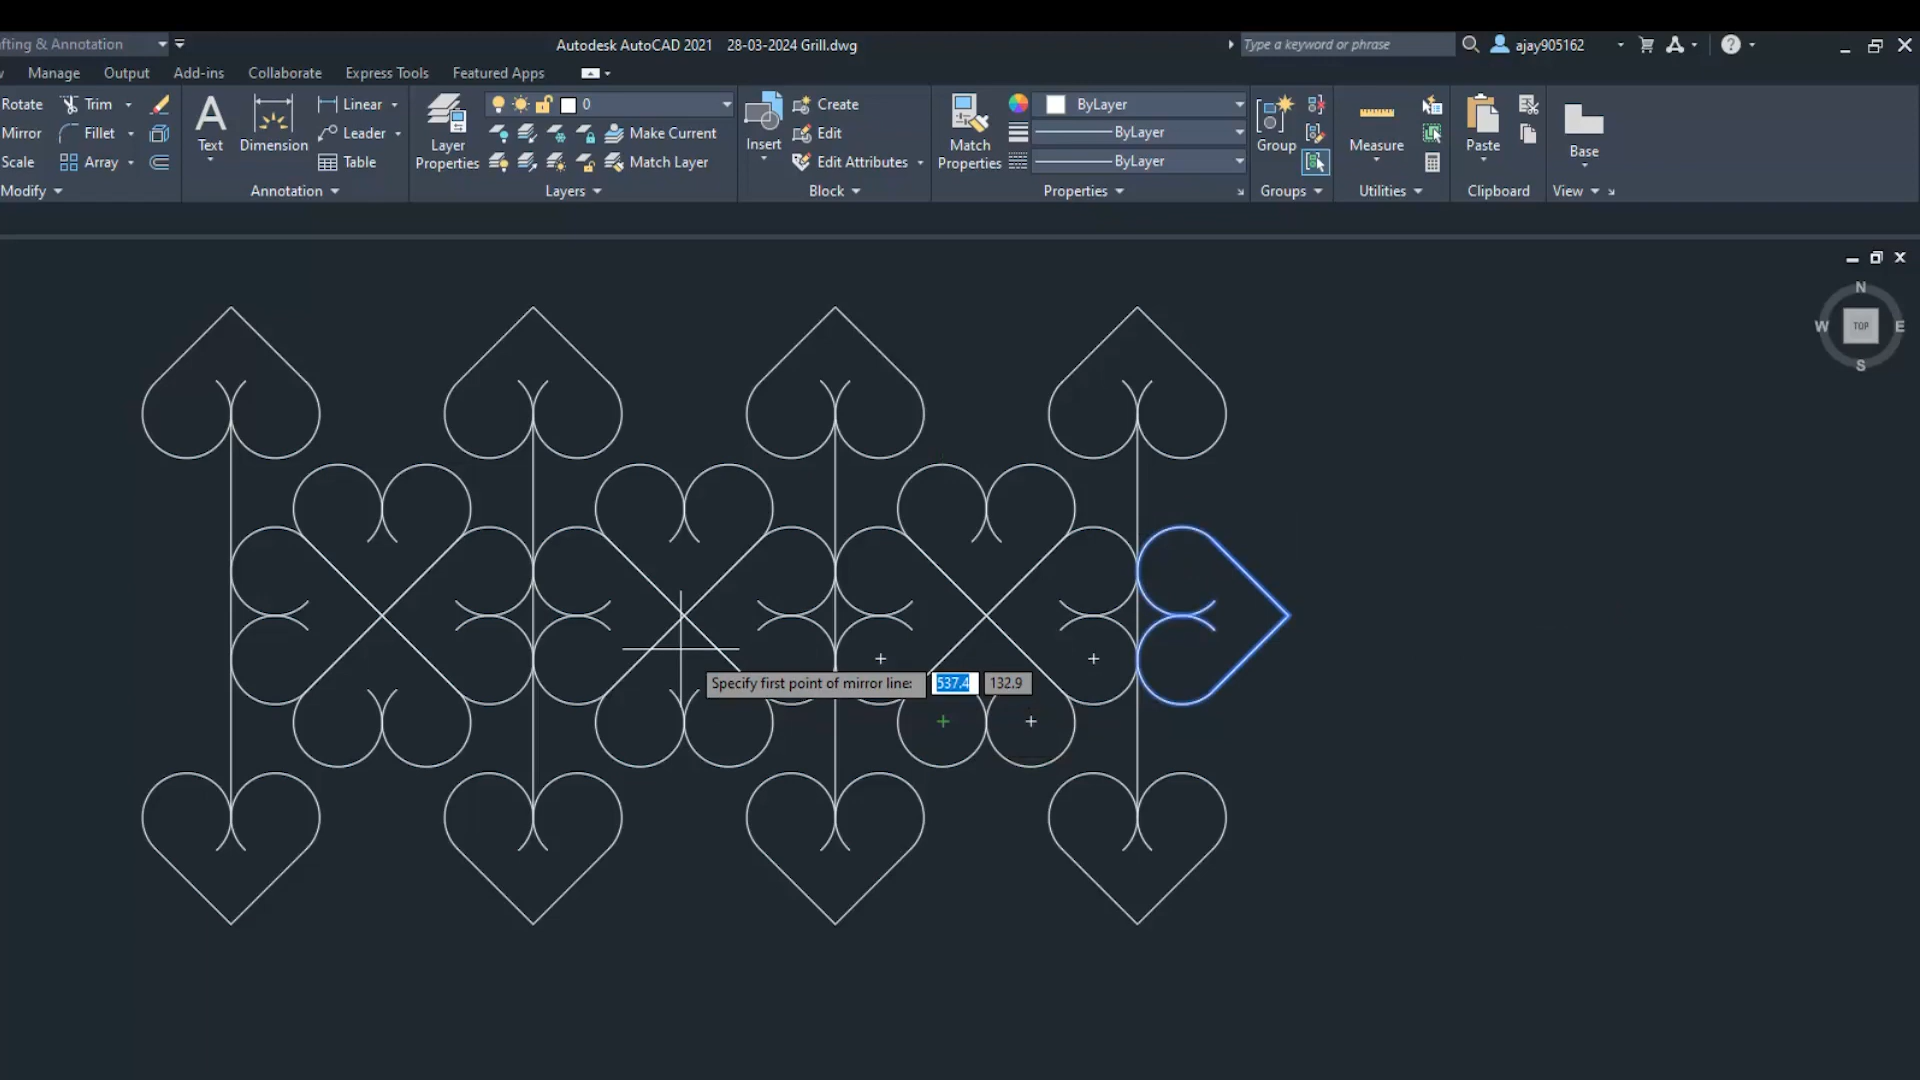 fting & Annotation
Autodesk AutoCAD 2021 28-03-2024 Grill.dwg
Type a keyword or phrase
ajay905162
Manage Output Add-ins Collaborate Express Tools Featured Apps
Rotate Trim Linear 0 Create ByLayer
Mirror Fillet Leader Make Current Edit ByLayer
Scale Array Table Match Layer Edit Attributes ByLayer
Text Dimension Layer Properties Insert Match Properties Group Measure Paste Base
Modify Annotation Layers Block Properties Groups Utilities Clipboard View
N
W TOP E
S
Specify first point of mirror line: 537.4 132.9